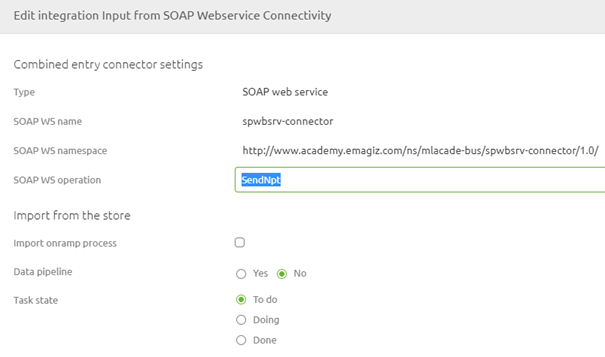 Edit integration Input from SOAP Webservice Connectivity
Combined entry connector settings
Type SOAP web service
SOAP WS name spwbsrv-connector
SOAP WS namespace http://www.academy.emagiz.com/ns/mlacade-bus/spwbsrv-connector/1.0/
SOAP WS operation SendNpt
Import from the store
Import onramp process
Data pipeline Yes No
Task state To do
Doing
Done